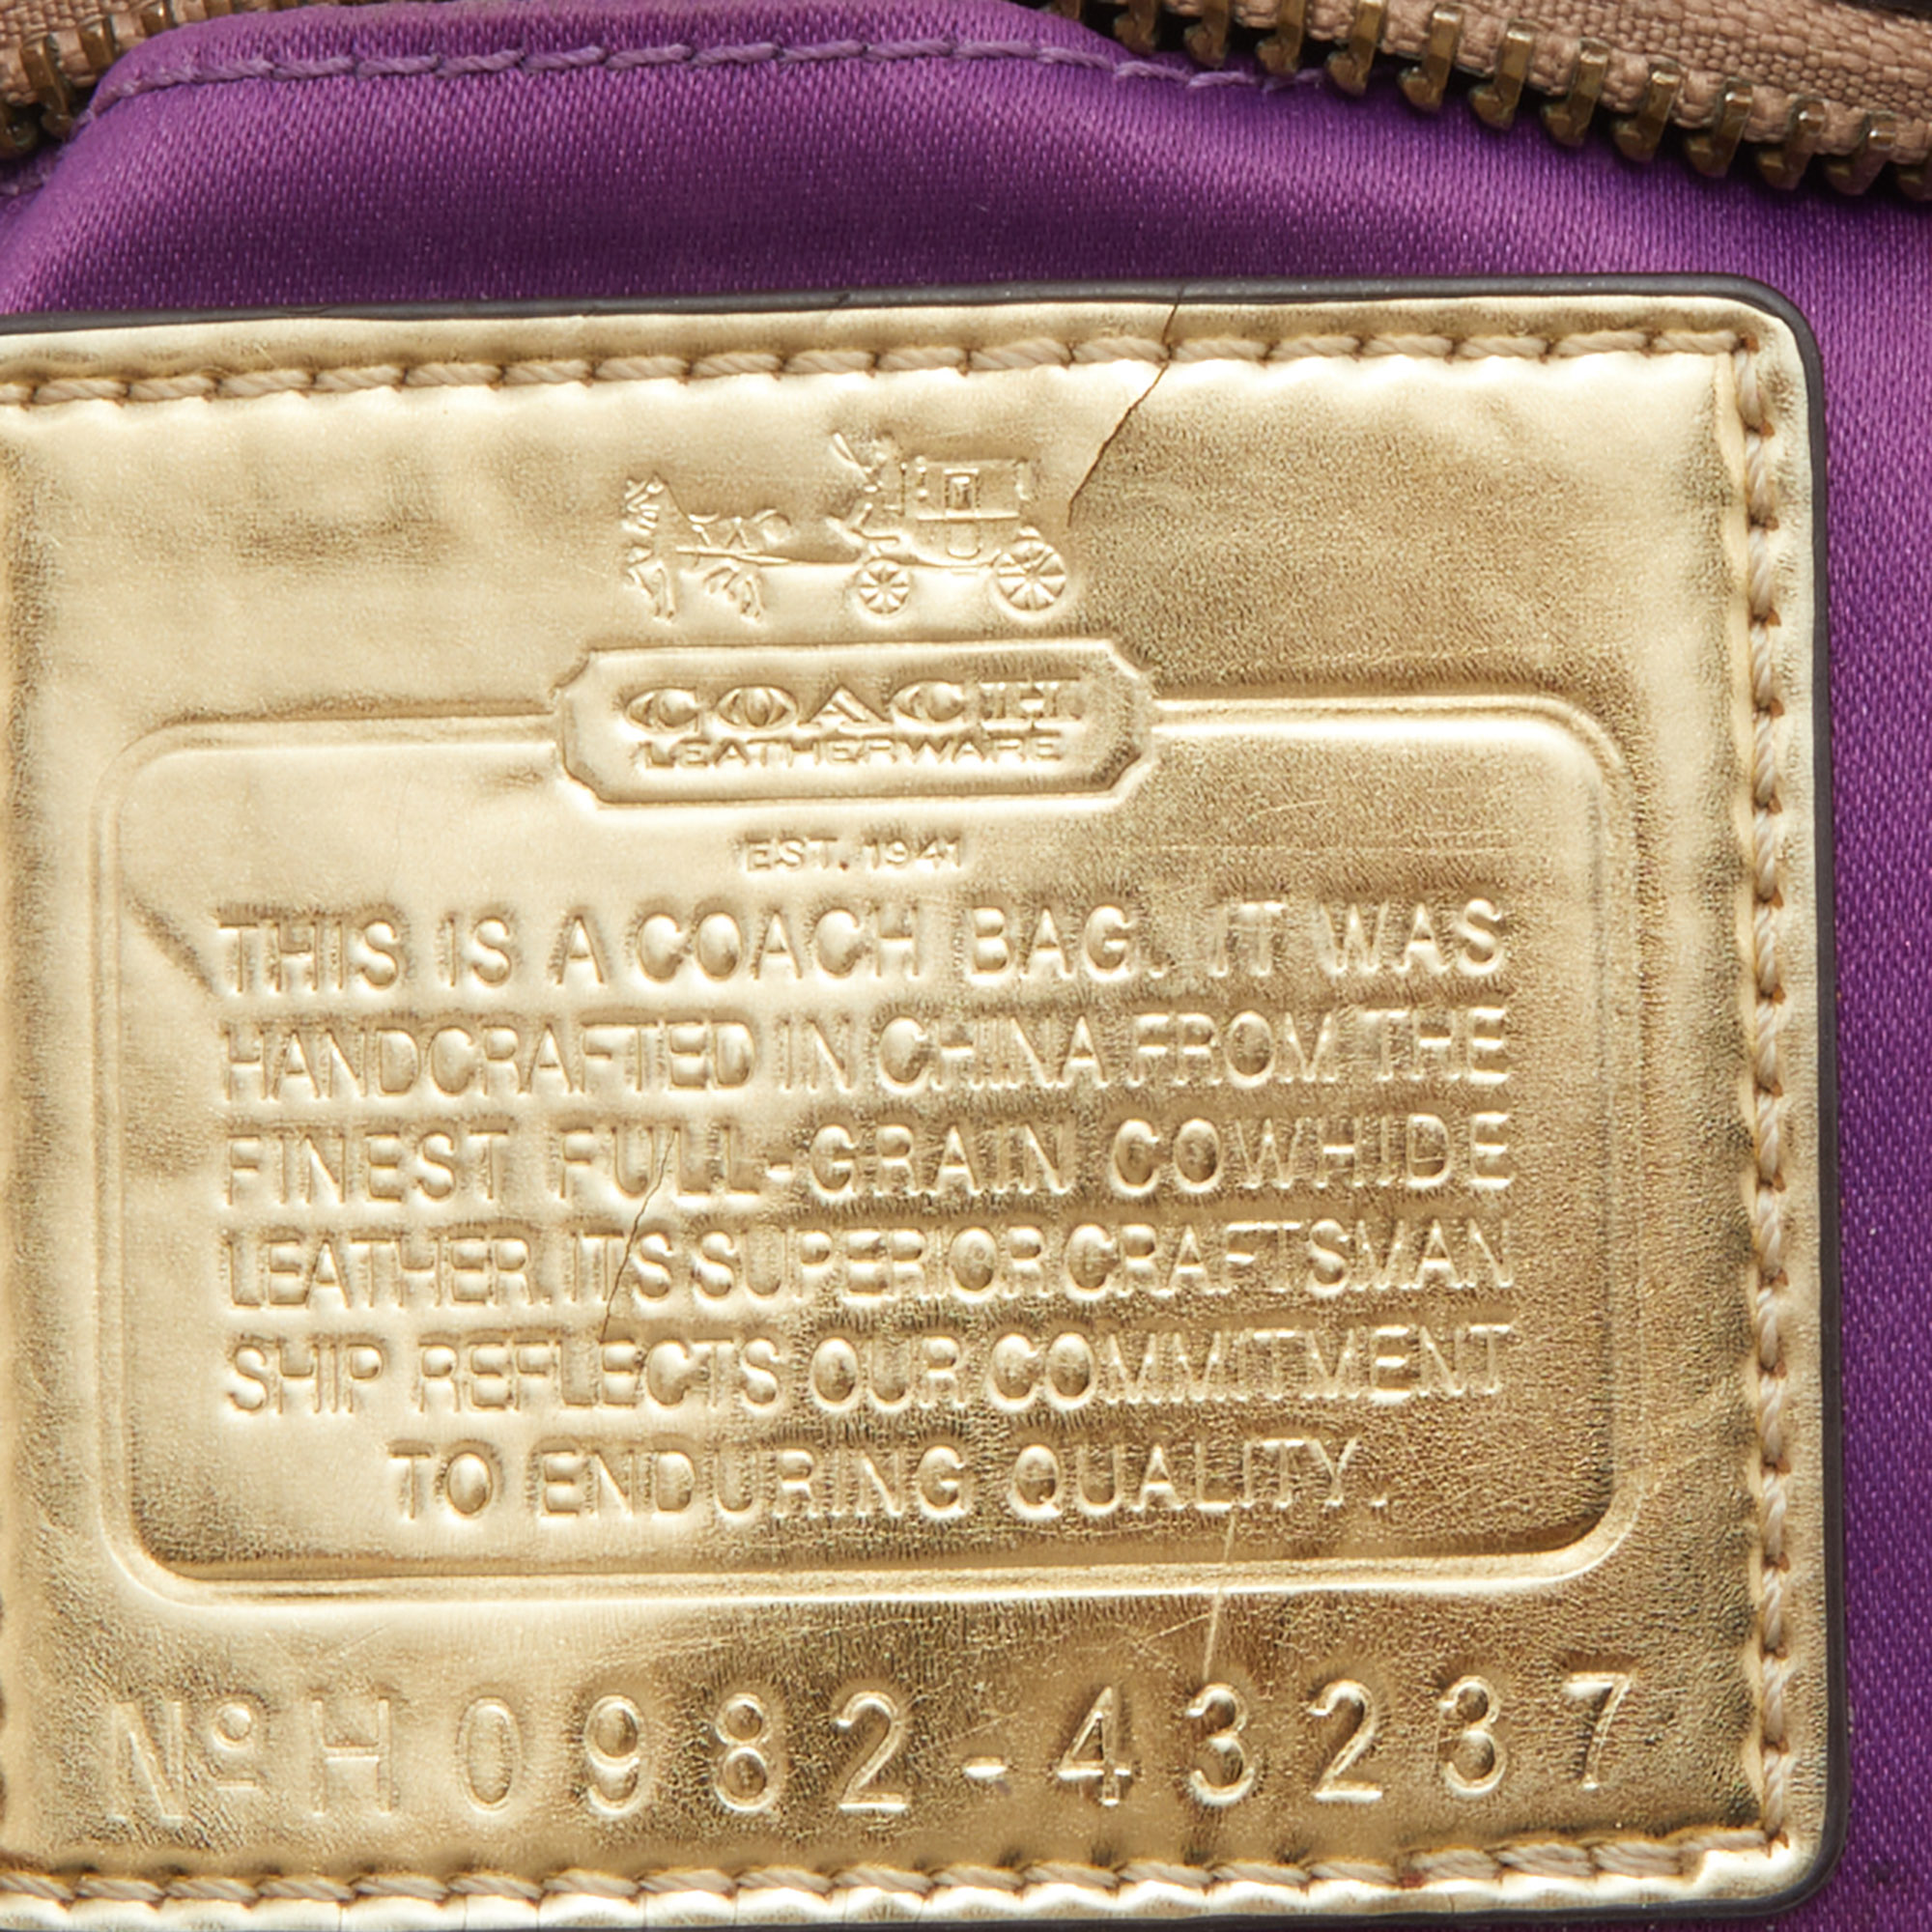 COACH
LEATHERWARE
EST. 1941
THIS IS A COACH BAG. IT WAS
HANDCRAFTED IN CHINA FROM THE
FINEST FULL-GRAIN COWHIDE
LEATHER. ITS SUPERIOR CRAFTSMAN
SHIP REFLECTS OUR COMMITMENT
TO ENDURING QUALITY.
Nº H0982-43237